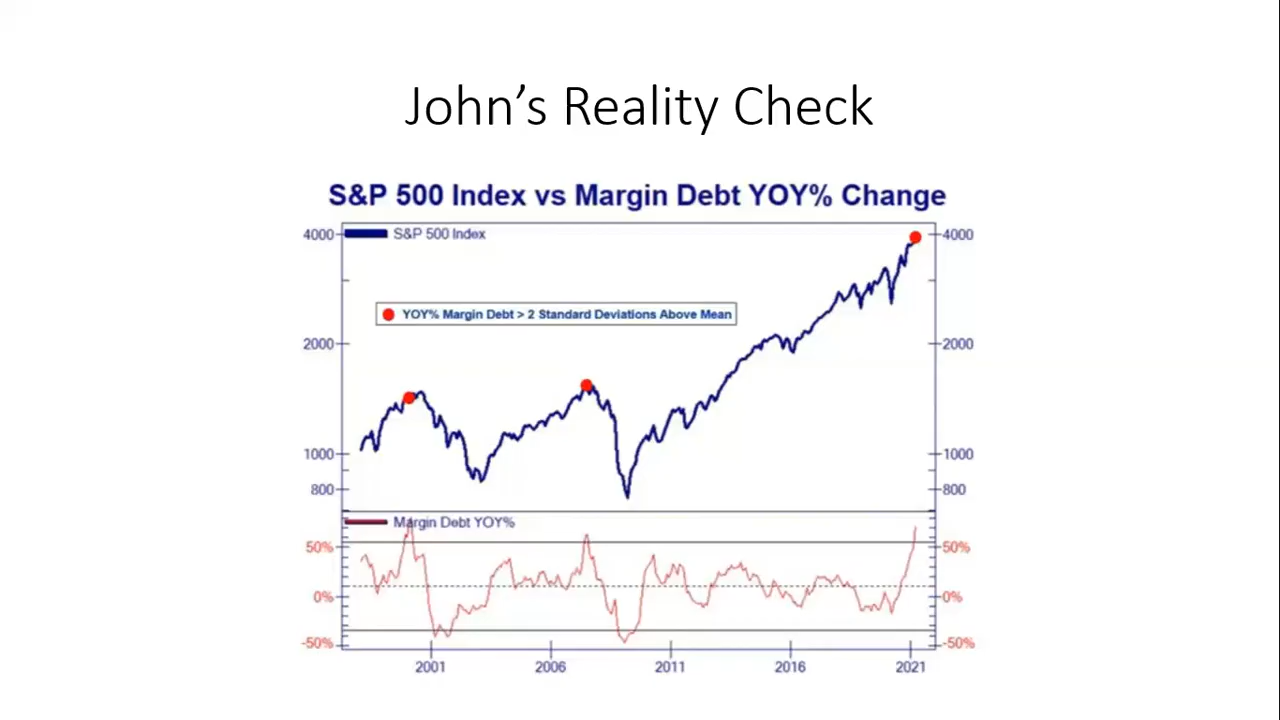 John’s Reality Check
S&P 500 Index vs Margin Debt YOY% Change
4000 S&P 500 Index 4000
YOY% Margin Debt > 2 Standard Deviations Above Mean
2000 2000
1000 1000
800 800
Margin Debt YOY%
50% 50%
0% 0%
-50% -50%
2001 2006 2011 2016 2021